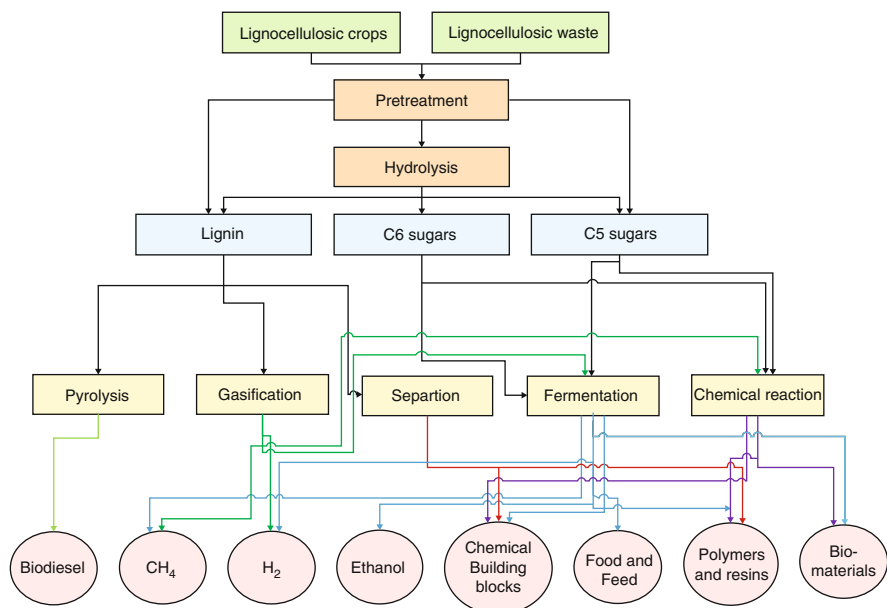 Lignocellulosic crops
Lignocellulosic waste
Pretreatment
Hydrolysis
Lignin
C6 sugars
C5 sugars
Pyrolysis
Gasification
Separtion
Fermentation
Chemical reaction
Biodiesel
CH₄
H₂
Ethanol
Chemical
Building
blocks
Food and
Feed
Polymers
and resins
Bio-
materials